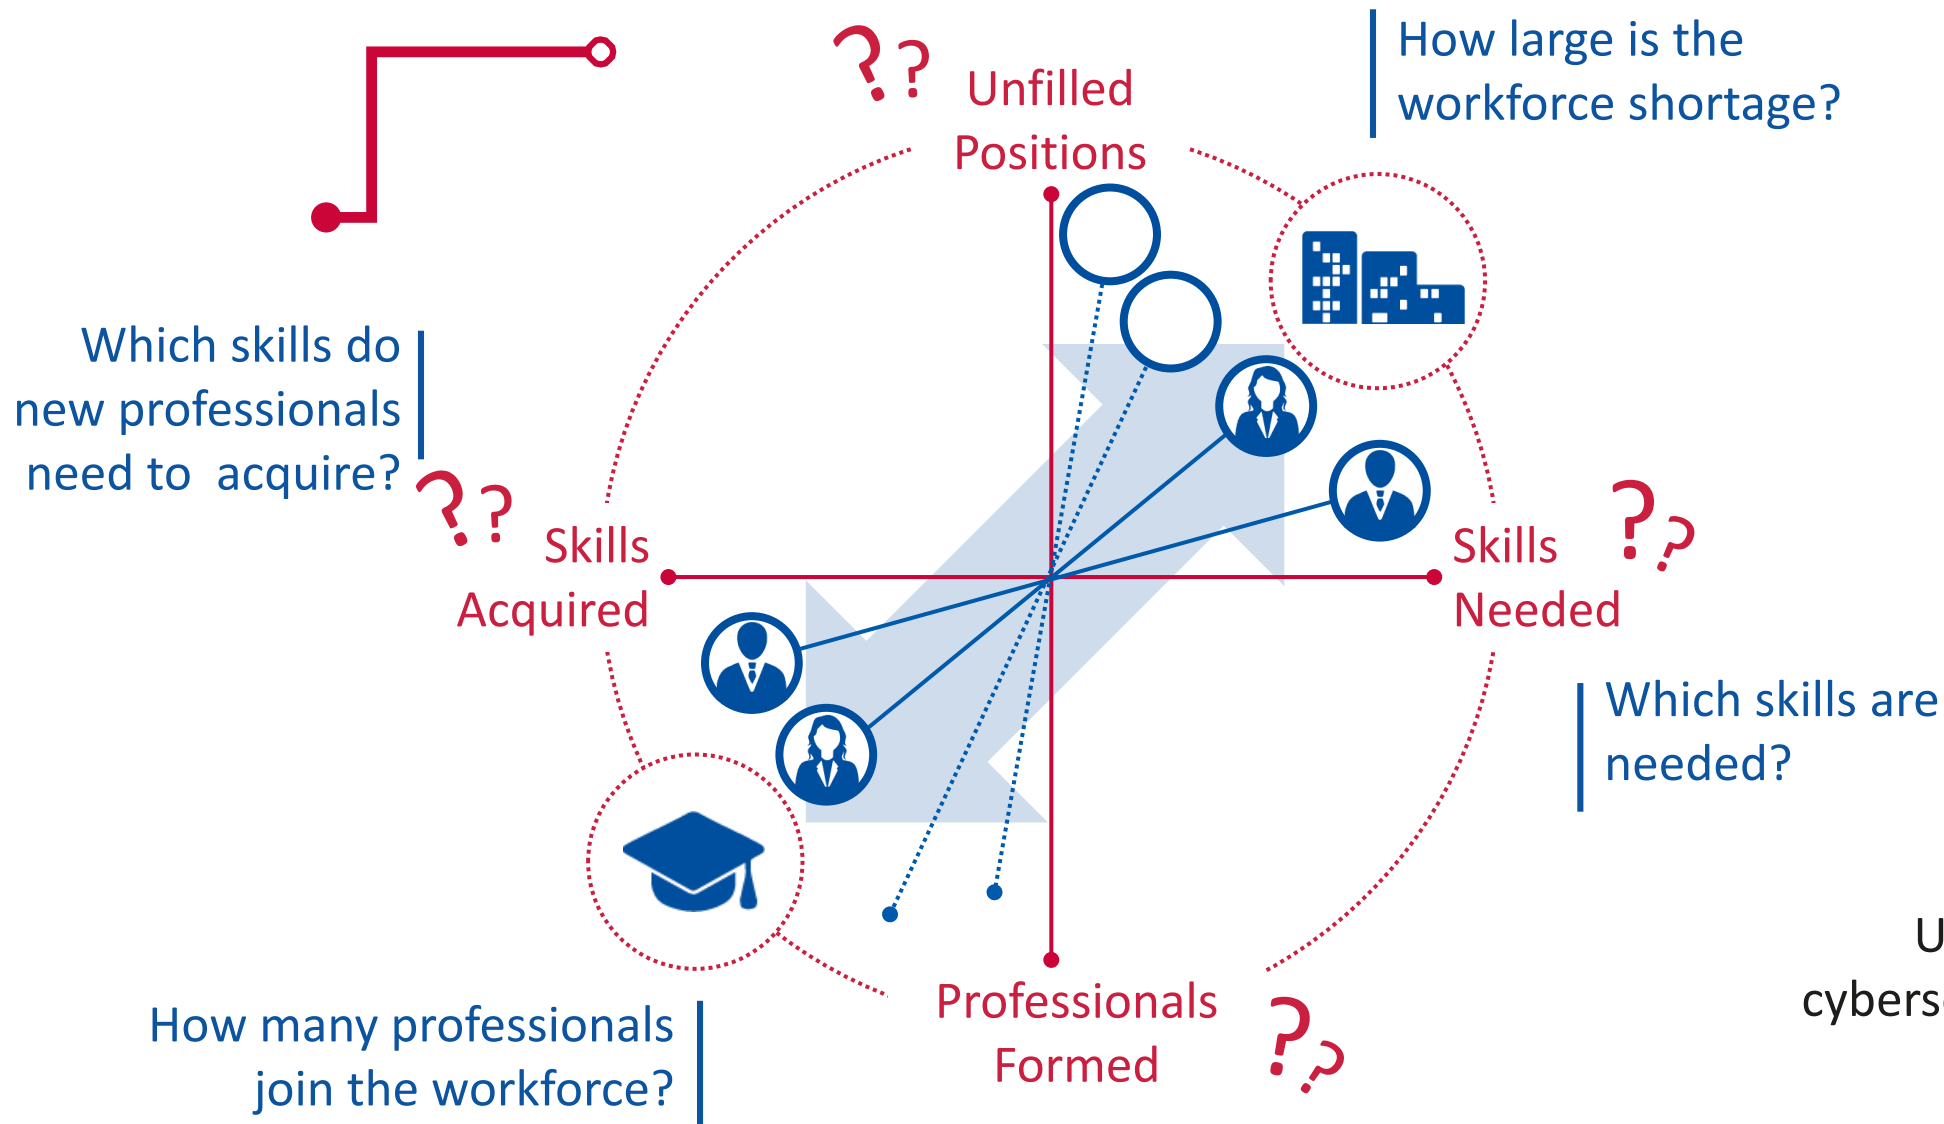 How large is the
workforce shortage?
? ?
Unfilled
Positions
Which skills do
new professionals
need to acquire?
? ?
Skills
Acquired
Skills
Needed
? ?
Which skills are
needed?
Professionals
Formed
? ?
How many professionals
join the workforce?